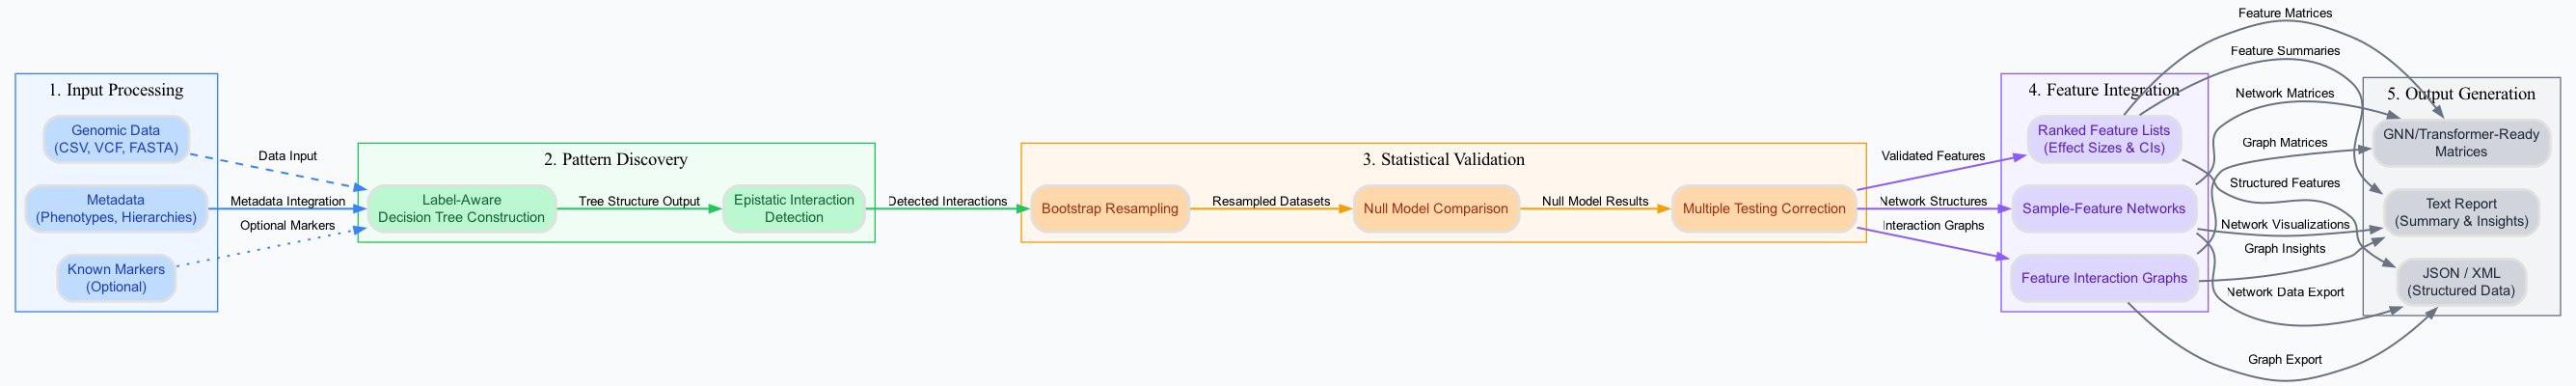 1. Input Processing
Genomic Data
(CSV, VCF, FASTA)
Metadata
(Phenotypes, Hierarchies)
Known Markers
(Optional)
Data Input
Metadata Integration
Optional Markers
2. Pattern Discovery
Label-Aware
Decision Tree Construction
Tree Structure Output
Epistatic Interaction
Detection
Detected Interactions
3. Statistical Validation
Bootstrap Resampling
Resampled Datasets
Null Model Comparison
Null Model Results
Multiple Testing Correction
Validated Features
Network Structures
Interaction Graphs
4. Feature Integration
Ranked Feature Lists
(Effect Sizes & CIs)
Sample-Feature Networks
Feature Interaction Graphs
Feature Matrices
Feature Summaries
Network Matrices
Graph Matrices
Structured Features
Network Visualizations
Graph Insights
Network Data Export
Graph Export
5. Output Generation
GNN/Transformer-Ready
Matrices
Text Report
(Summary & Insights)
JSON / XML
(Structured Data)